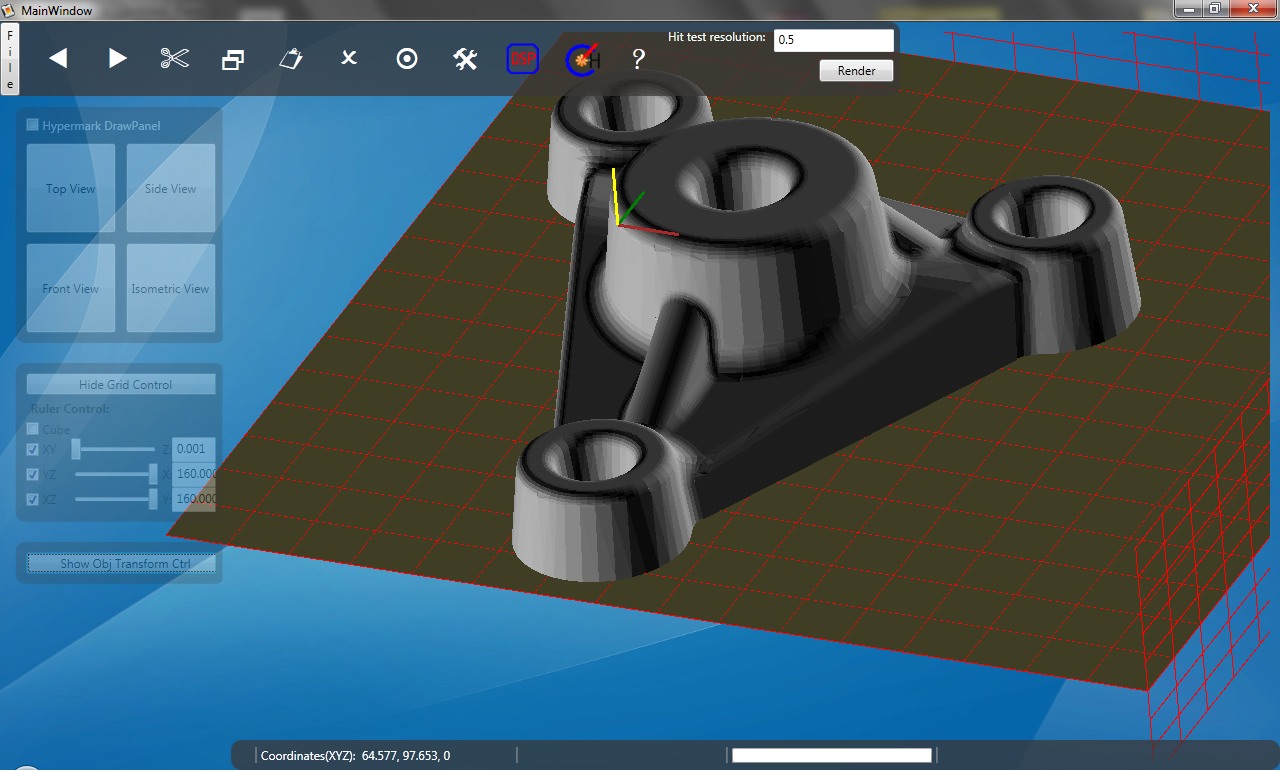 MainWindow
F
i
l
e
DSP
H
?
Hit test resolution: 0.5
Render
Hypermark DrawPanel
Top View
Side View
Front View
Isometric View
Hide Grid Control
Ruler Control:
Cube
XY Z 0.001
YZ X 160.000
XZ Y 160.000
Show Obj Transform Ctrl
Coordinates(XYZ): 64.577, 97.653, 0